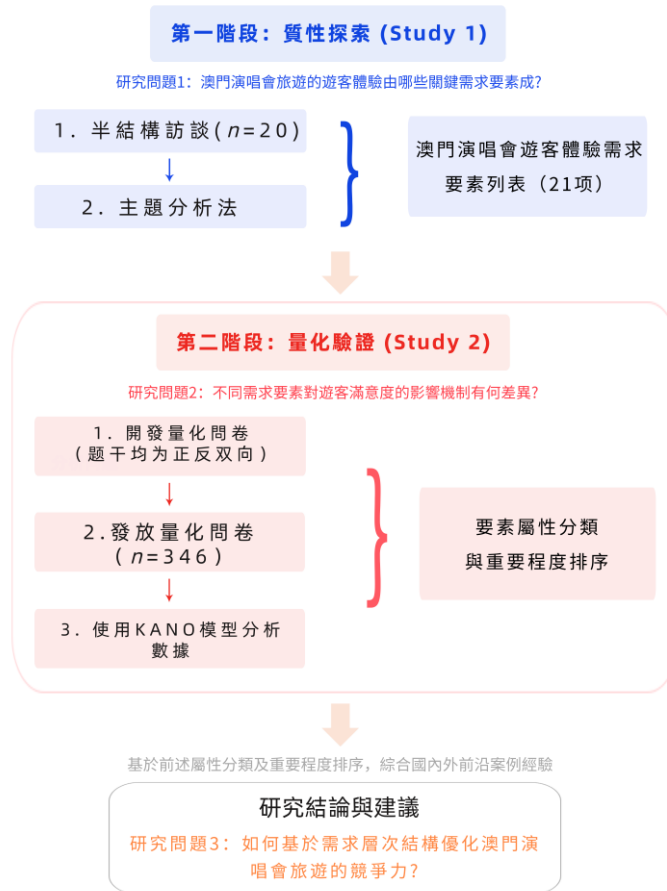 第一階段：質性探索 (Study 1)
研究問題1：澳門演唱會旅遊的遊客體驗由哪些關鍵需求要素成?
1. 半結構訪談(n=20)
2. 主題分析法
澳門演唱會遊客體驗需求
要素列表（21项）
第二階段：量化驗證 (Study 2)
研究問題2：不同需求要素對遊客滿意度的影響機制有何差異?
1. 開發量化問卷
(题干均为正反双向)
2.發放量化問卷
(n=346)
3. 使用KANO模型分析
數據
要素屬性分類
與重要程度排序
基於前述屬性分類及重要程度排序，綜合國內外前沿案例經驗
研究結論與建議
研究問題3：如何基於需求層次結構優化澳門演
唱會旅遊的競爭力?